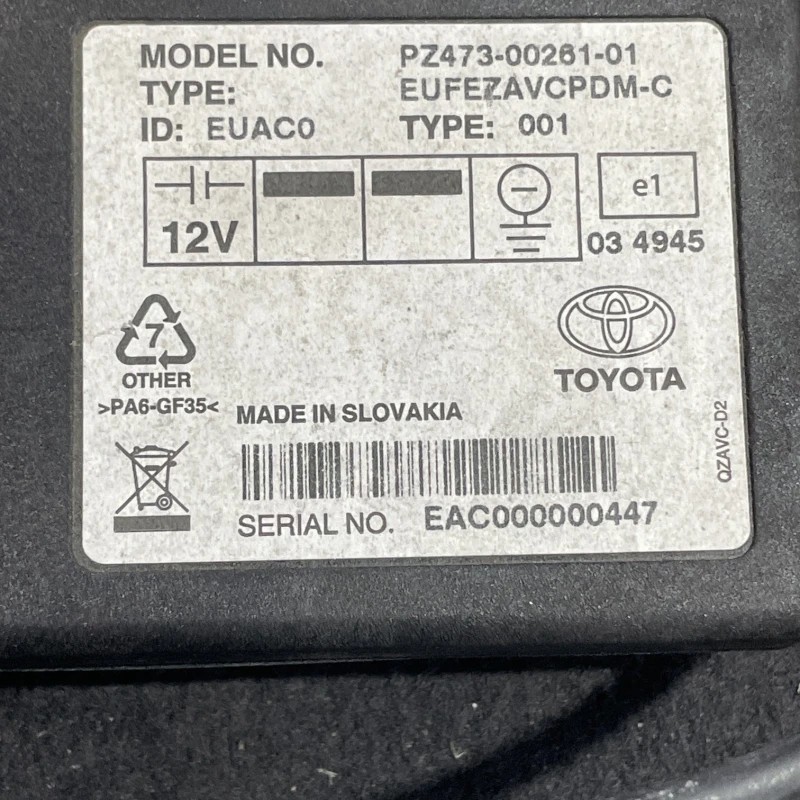 MODEL NO. PZ473-00261-01
TYPE: EUFEZAVCPDM-C
ID: EUAC0 TYPE: 001
12V
e1
03 4945
7
OTHER
>PA6-GF35<
TOYOTA
MADE IN SLOVAKIA
QZAVC-D2
SERIAL NO. EAC000000447